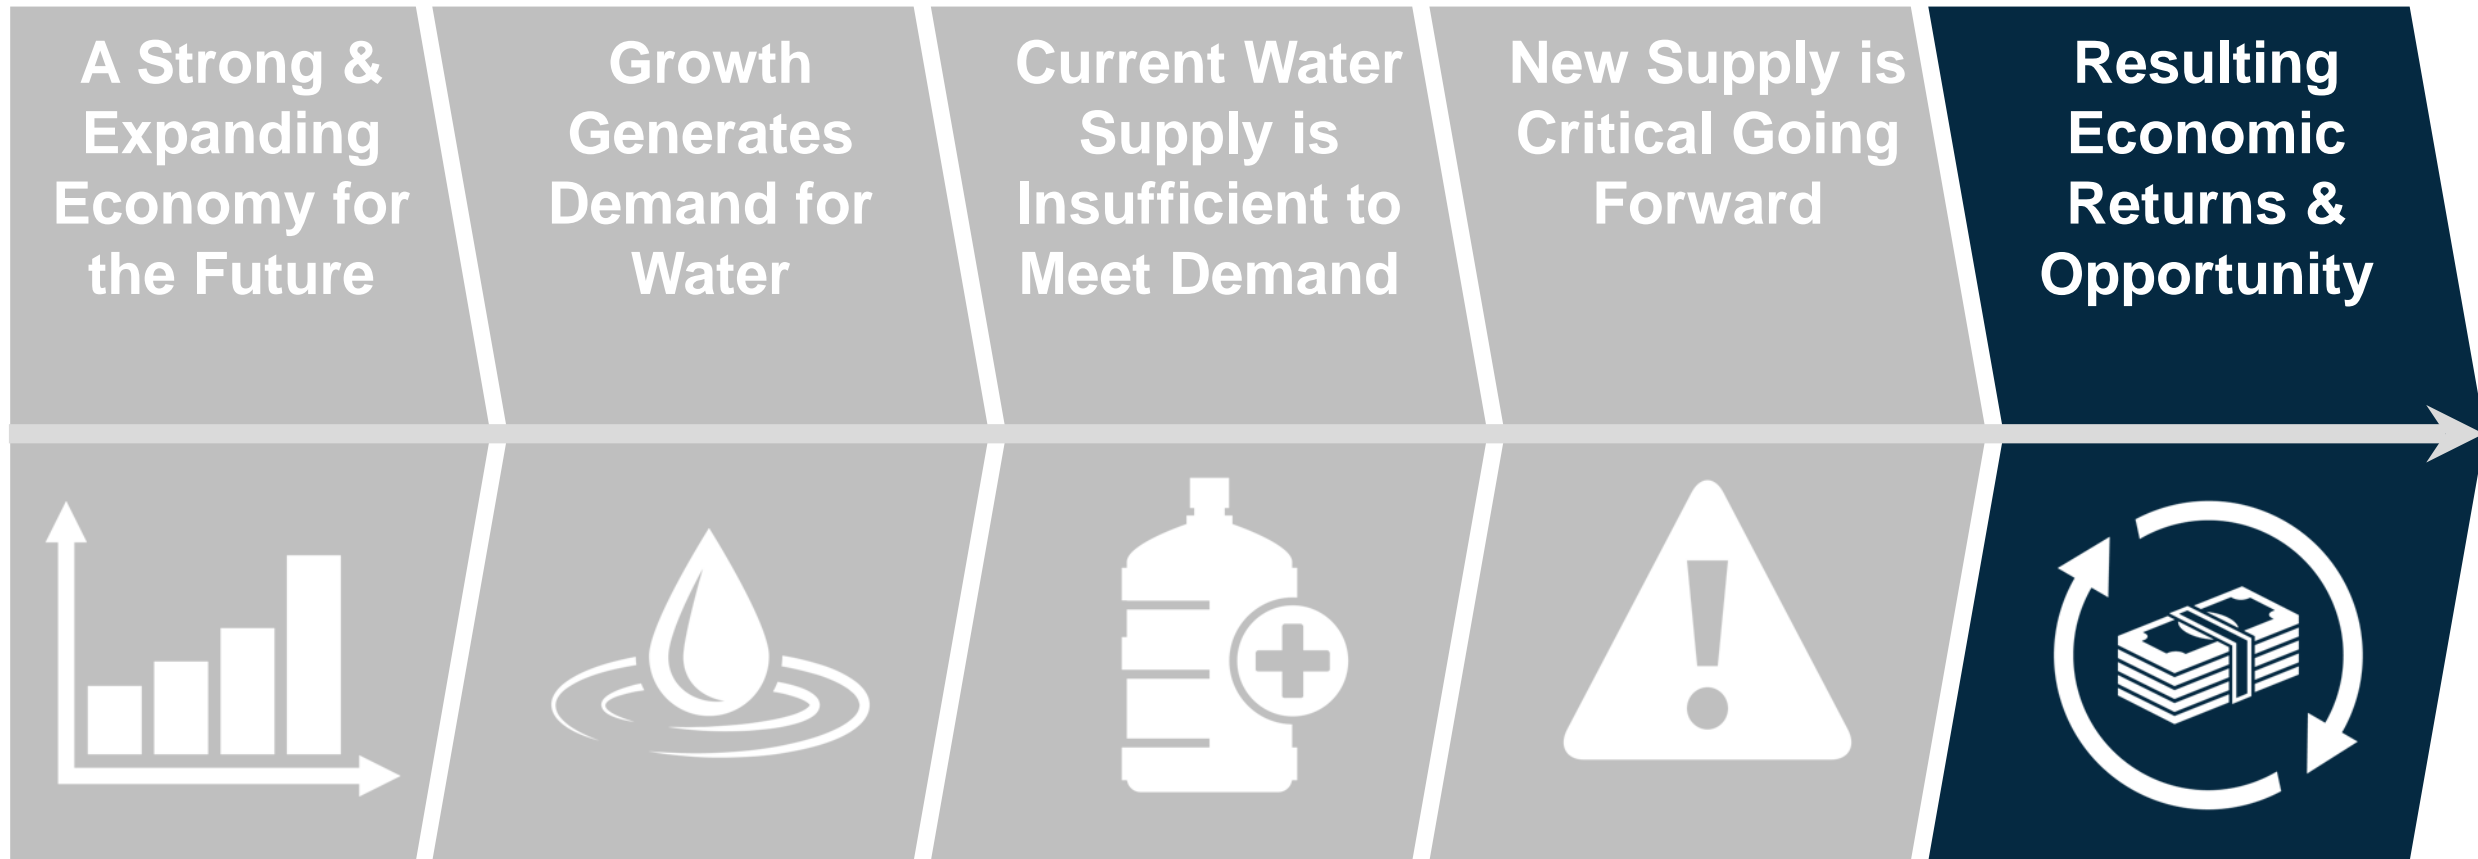 A Strong &
Expanding
Economy for
the Future
Growth
Generates
Demand for
Water
Current Water
Supply is
Insufficient to
Meet Demand
New Supply is
Critical Going
Forward
Resulting
Economic
Returns &
Opportunity